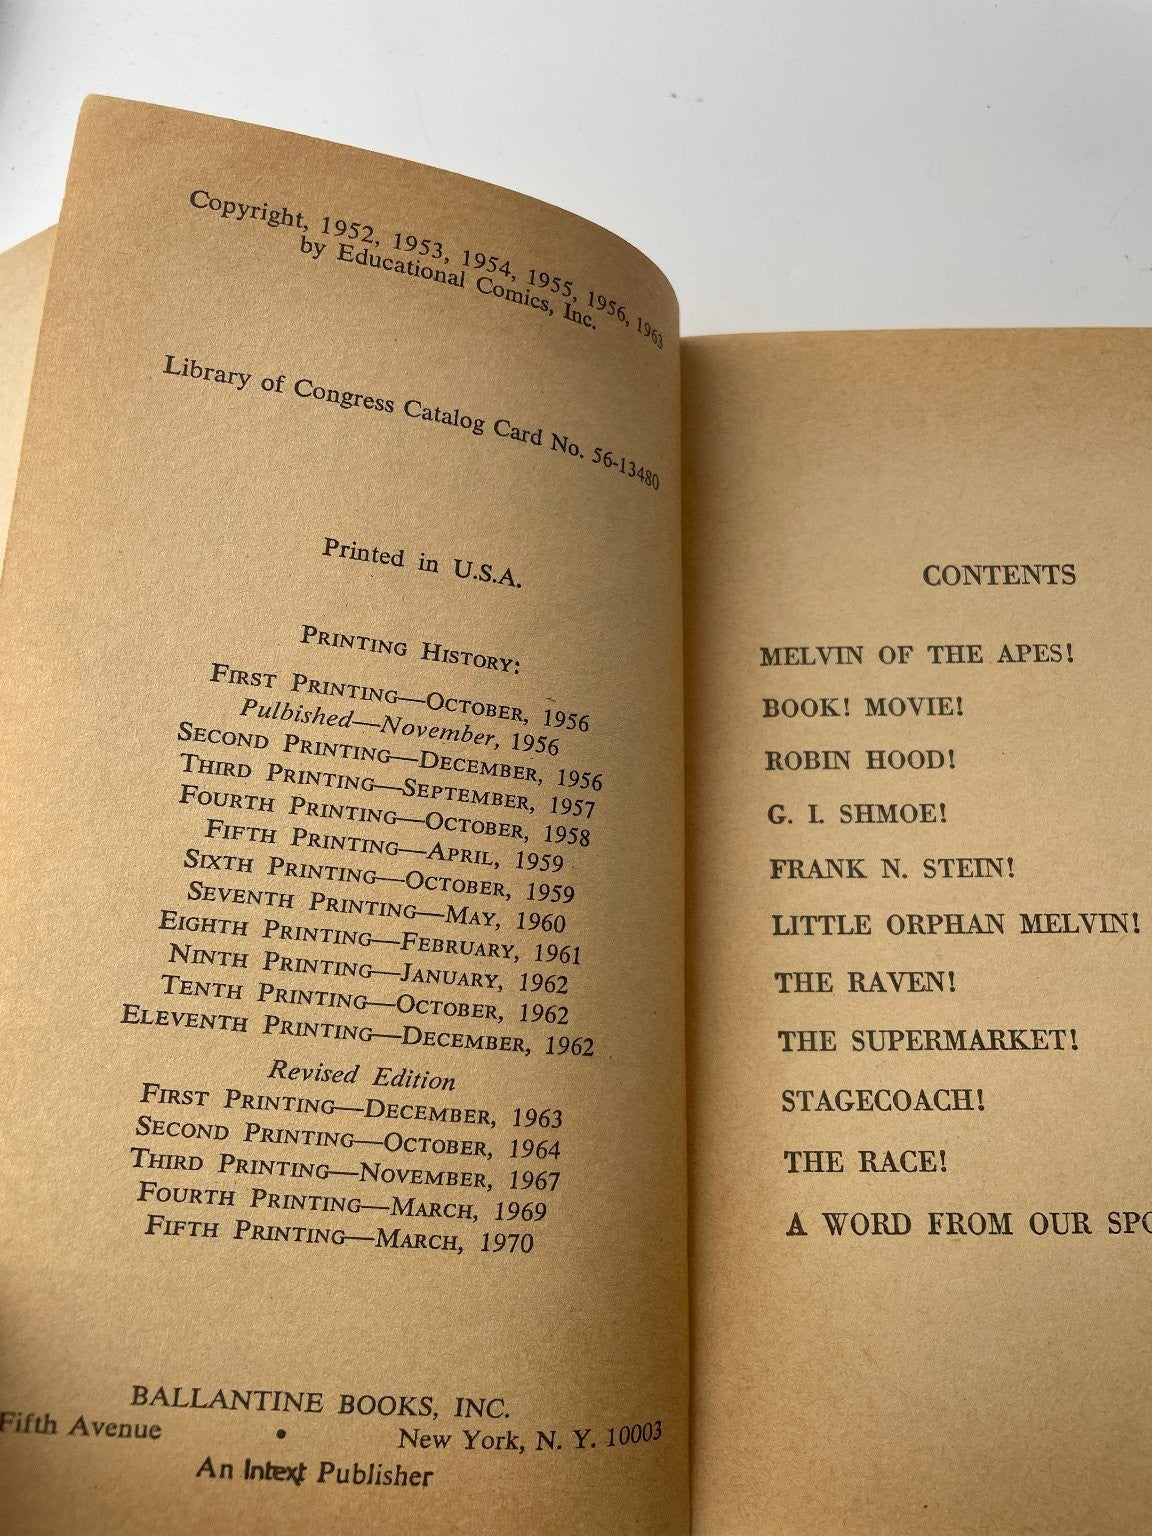 Copyright, 1952, 1953, 1954, 1955, 1956, 1963
by Educational Comics, Inc.
Library of Congress Catalog Card No. 56-13480
Printed in U.S.A.
PRINTING HISTORY:
FIRST PRINTING—OCTOBER, 1956
Pulbished—November, 1956
SECOND PRINTING—DECEMBER, 1956
THIRD PRINTING—SEPTEMBER, 1957
FOURTH PRINTING—OCTOBER, 1958
FIFTH PRINTING—APRIL, 1959
SIXTH PRINTING—OCTOBER, 1959
SEVENTH PRINTING—MAY, 1960
EIGHTH PRINTING—FEBRUARY, 1961
NINTH PRINTING—JANUARY, 1962
TENTH PRINTING—OCTOBER, 1962
ELEVENTH PRINTING—DECEMBER, 1962
Revised Edition
FIRST PRINTING—DECEMBER, 1963
SECOND PRINTING—OCTOBER, 1964
THIRD PRINTING—NOVEMBER, 1967
FOURTH PRINTING—MARCH, 1969
FIFTH PRINTING—MARCH, 1970
BALLANTINE BOOKS, INC.
Fifth Avenue • New York, N. Y. 10003
An Intext Publisher
CONTENTS
MELVIN OF THE APES!
BOOK! MOVIE!
ROBIN HOOD!
G. I. SHMOE!
FRANK N. STEIN!
LITTLE ORPHAN MELVIN!
THE RAVEN!
THE SUPERMARKET!
STAGECOACH!
THE RACE!
A WORD FROM OUR